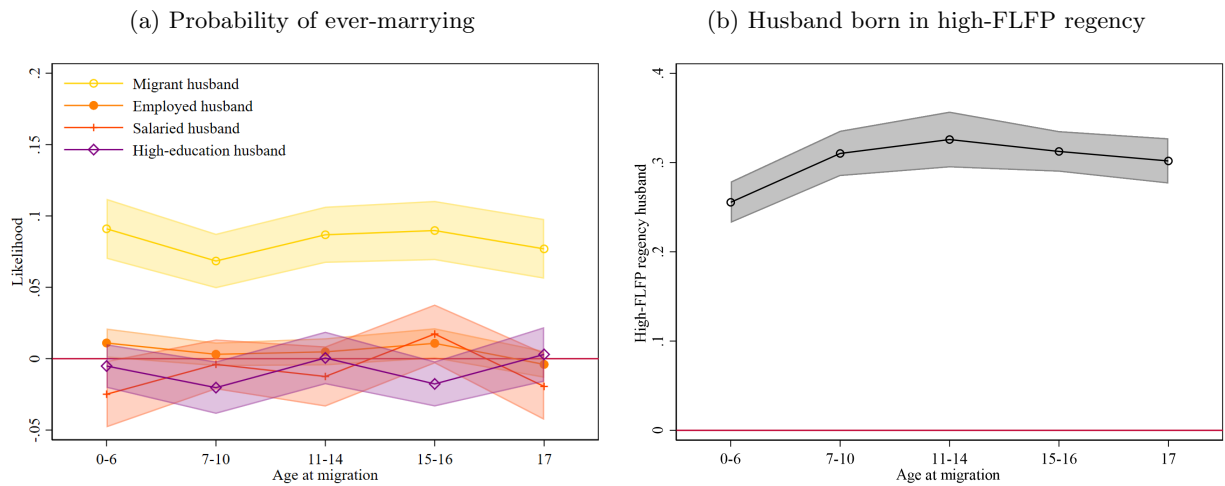 (a) Probability of ever-marrying
.2
.15
.1
.05
0
-.05
Likelihood
Migrant husband
Employed husband
Salaried husband
High-education husband
0-6
7-10
11-14
15-16
17
Age at migration
(b) Husband born in high-FLFP regency
.4
.3
.2
.1
0
High-FLFP regency husband
0-6
7-10
11-14
15-16
17
Age at migration